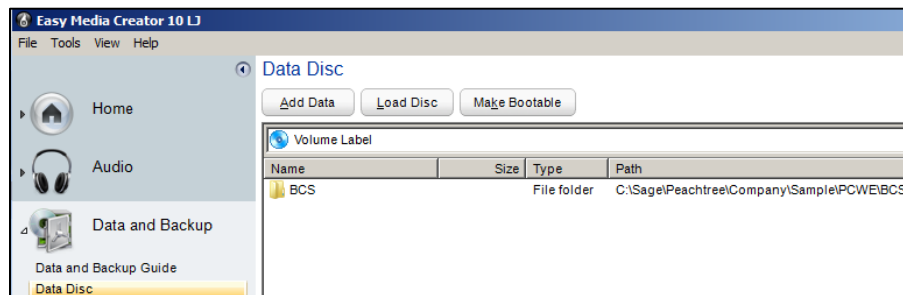 Easy Media Creator 10 LJ
File Tools View Help
Data Disc
Add Data Load Disc Make Bootable
Home
Volume Label
Audio
Name Size Type Path
BCS File folder C:\Sage\Peachtree\Company\Sample\PCWE\BCS
Data and Backup
Data and Backup Guide
Data Disc